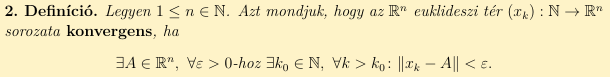 2. Definíció. Legyen 1 ≤ n ∈ ℕ. Azt mondjuk, hogy az ℝⁿ euklideszi tér (xₖ) : ℕ → ℝⁿ
sorozata konvergens, ha
∃A ∈ ℝⁿ, ∀ε > 0-hoz ∃k₀ ∈ ℕ, ∀k > k₀: ‖xₖ − A‖ < ε.